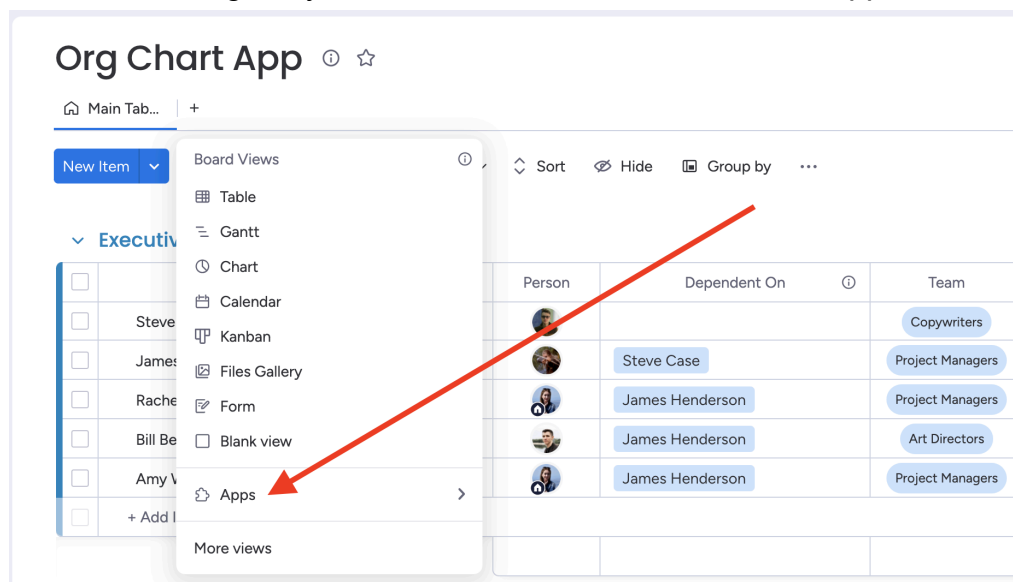 Org Chart App
Main Tab...
+
New Item
Board Views
Sort
Hide
Group by
...
Table
Gantt
Chart
Calendar
Kanban
Files Gallery
Form
Blank view
Apps
More views
Executiv
Person
Dependent On
Team
Steve
Copywriters
James
Steve Case
Project Managers
Rache
James Henderson
Project Managers
Bill Be
James Henderson
Art Directors
Amy
James Henderson
Project Managers
+ Add